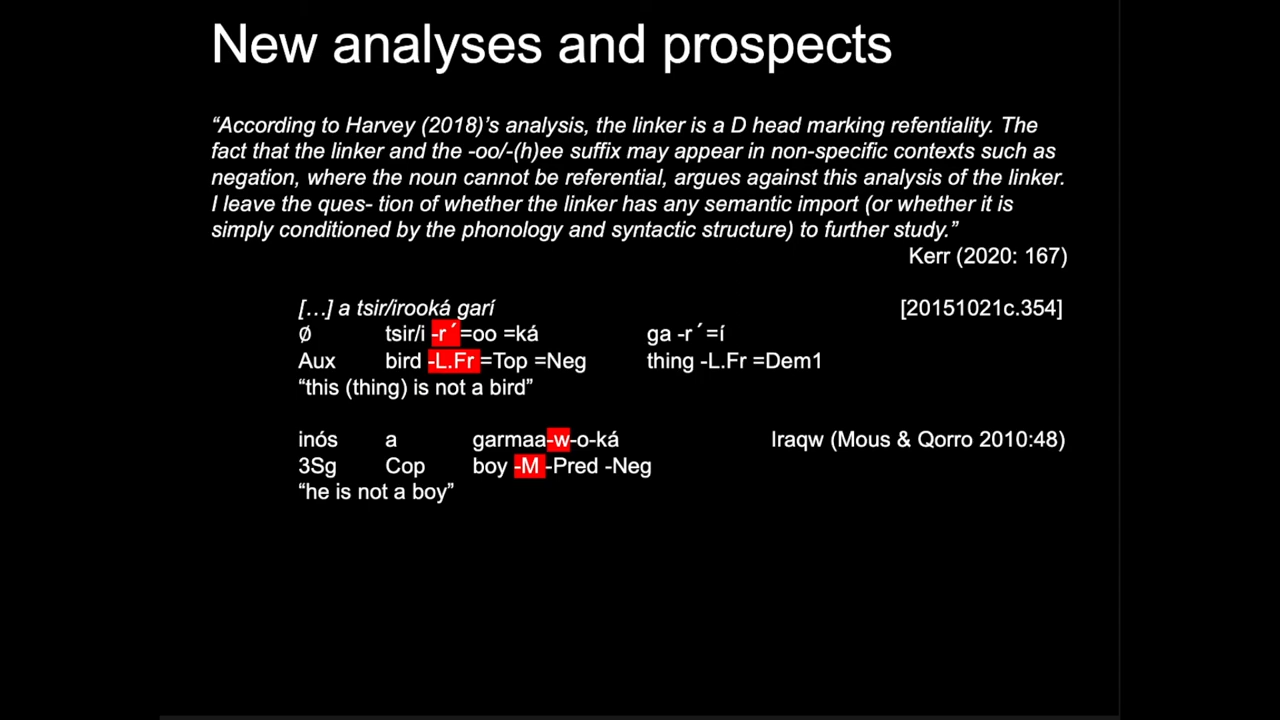 New analyses and prospects
“According to Harvey (2018)’s analysis, the linker is a D head marking refentiality. The
fact that the linker and the -oo/-(h)ee suffix may appear in non-specific contexts such as
negation, where the noun cannot be referential, argues against this analysis of the linker.
I leave the ques- tion of whether the linker has any semantic import (or whether it is
simply conditioned by the phonology and syntactic structure) to further study.”
Kerr (2020: 167)
[…] a tsir/irooká garí [20151021c.354]
Ø tsir/i -r ́ =oo =ká ga -r ́ =í
Aux bird -L.Fr =Top =Neg thing -L.Fr =Dem1
“this (thing) is not a bird”
inós a garmaa-w-o-ká Iraqw (Mous & Qorro 2010:48)
3Sg Cop boy -M -Pred -Neg
“he is not a boy”